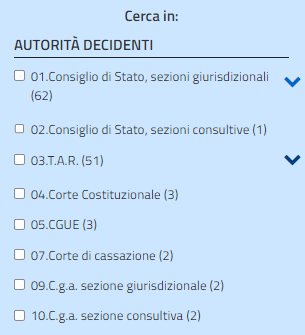 Cerca in:
AUTORITÀ DECIDENTI
01.Consiglio di Stato, sezioni giurisdizionali
(62)
02.Consiglio di Stato, sezioni consultive (1)
03.T.A.R. (51)
04.Corte Costituzionale (3)
05.CGUE (3)
07.Corte di cassazione (2)
09.C.g.a. sezione giurisdizionale (2)
10.C.g.a. sezione consultiva (2)